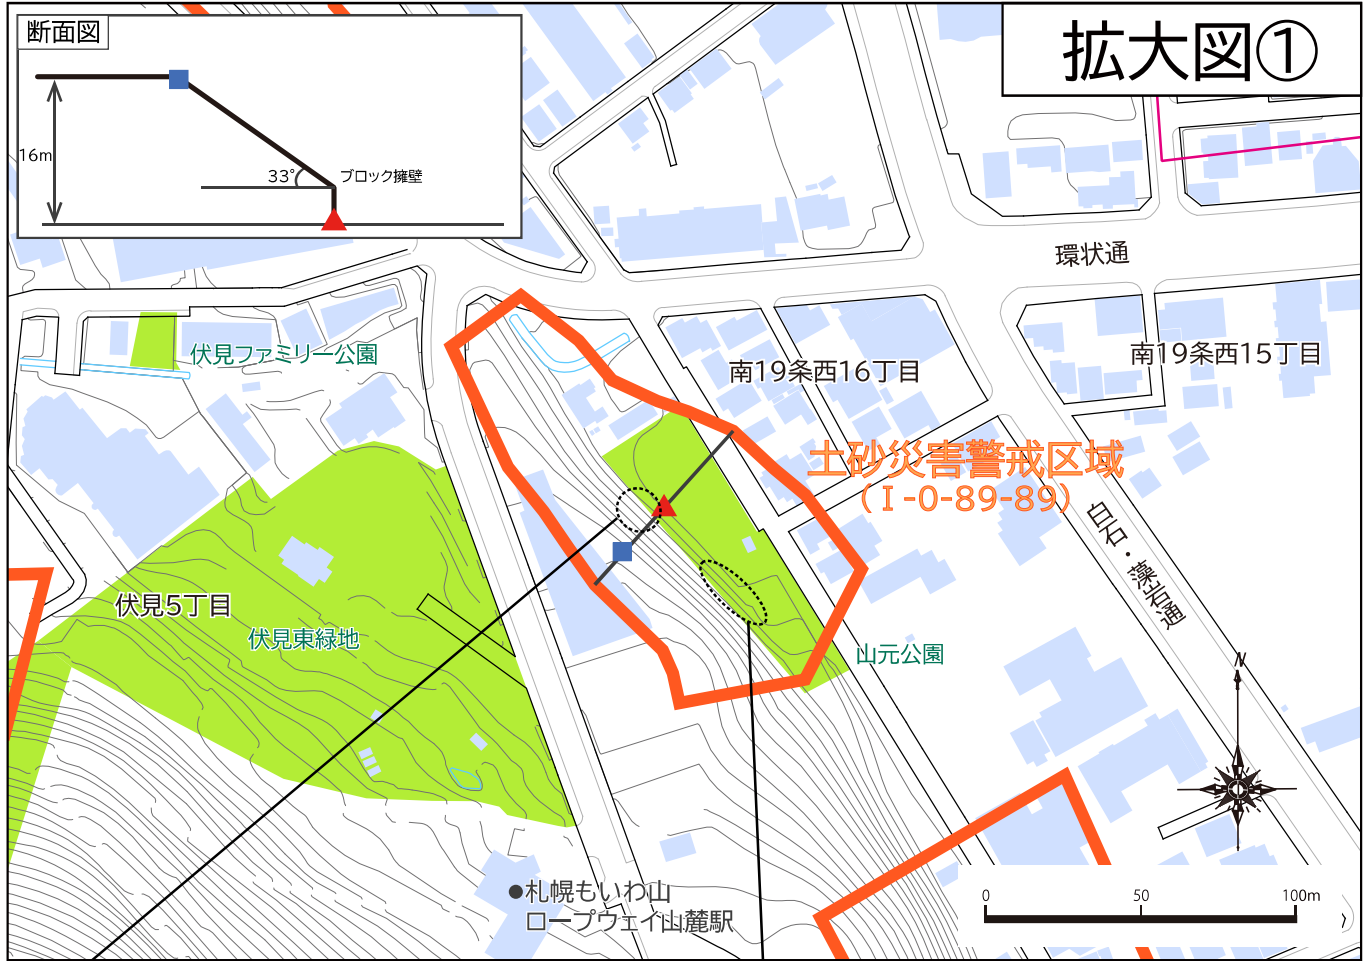 断面図
拡大図①
16m
33°
ブロック擁壁
環状通
伏見ファミリー公園
南19条西16丁目
南19条西15丁目
土砂災害警戒区域
（Ⅰ-0-89-89）
白石・藻岩通
伏見5丁目
伏見東緑地
山元公園
N
●札幌もいわ山
ロープウェイ山麓駅
0 50 100m